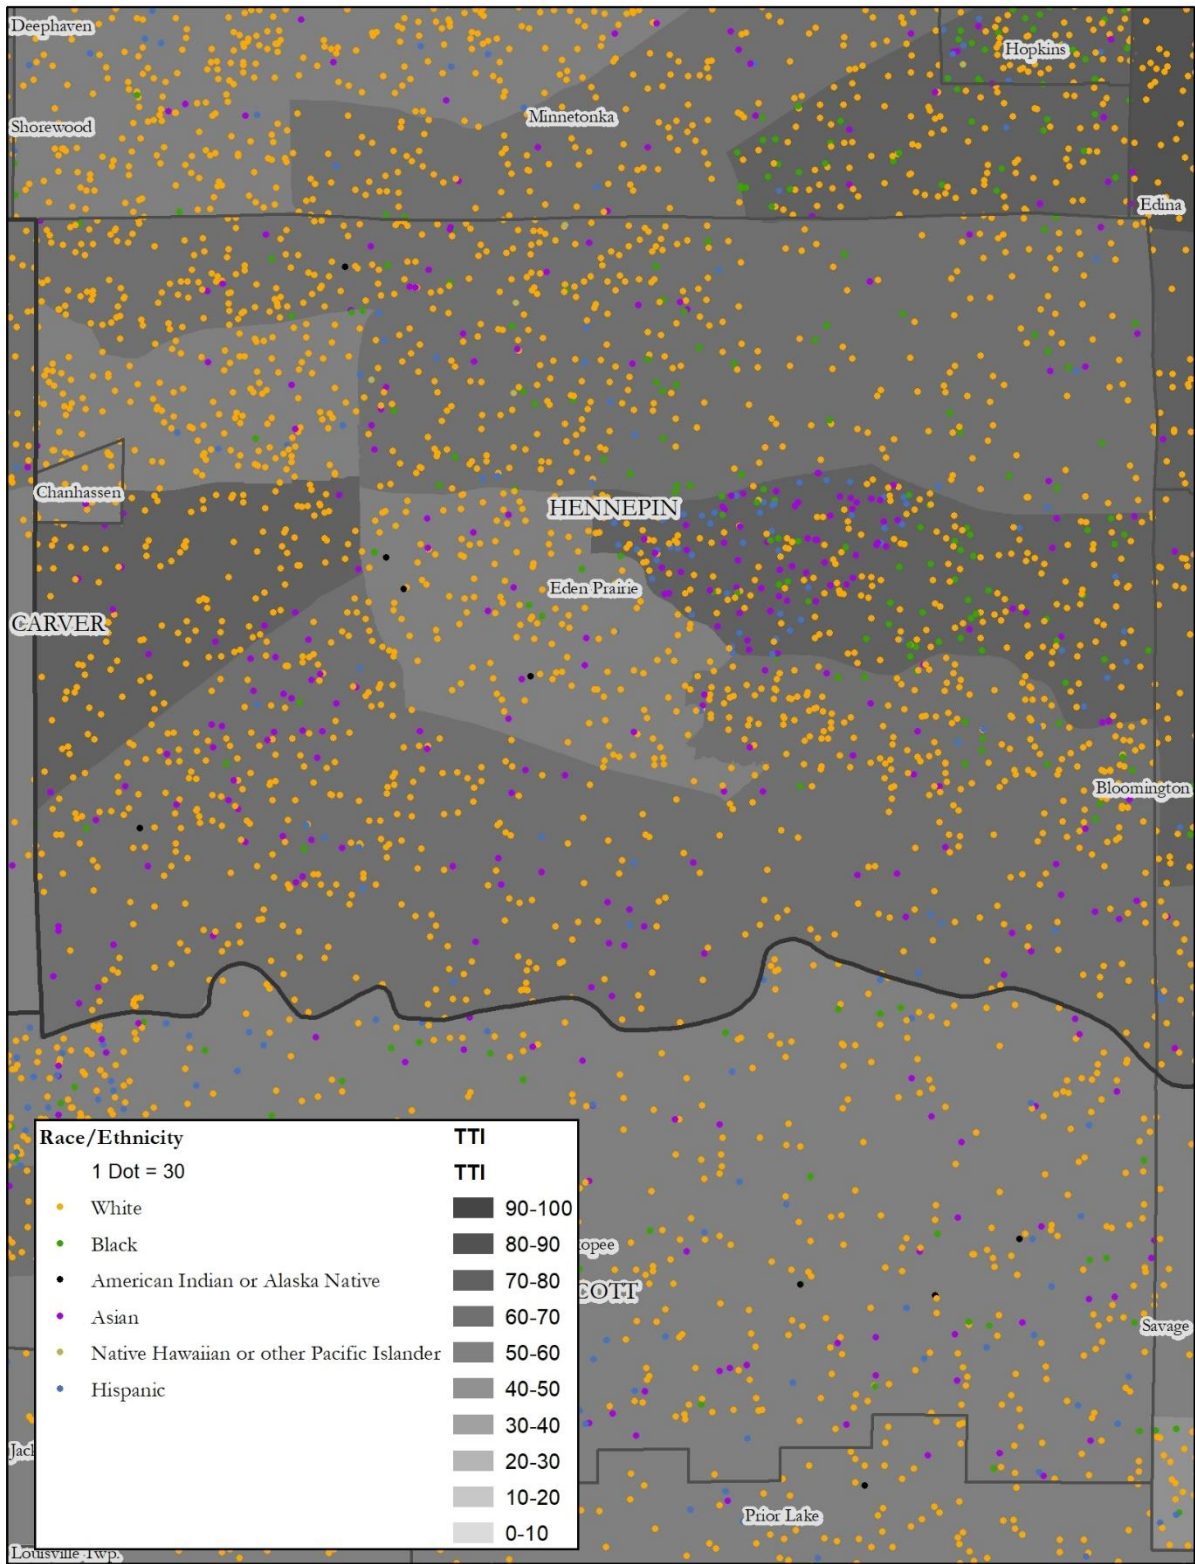 Deephaven
Hopkins
Minnetonka
Shorewood
Edina
Chanhassen
HENNEPIN
Eden Prairie
CARVER
Bloomington
Race/Ethnicity
1 Dot = 30
White
Black
American Indian or Alaska Native
Asian
Native Hawaiian or other Pacific Islander
Hispanic
TTI
TTI
90-100
80-90
70-80
60-70
50-60
40-50
30-40
20-30
10-20
0-10
opee
COTT
Savage
Jack
Prior Lake
Louisville Twp.